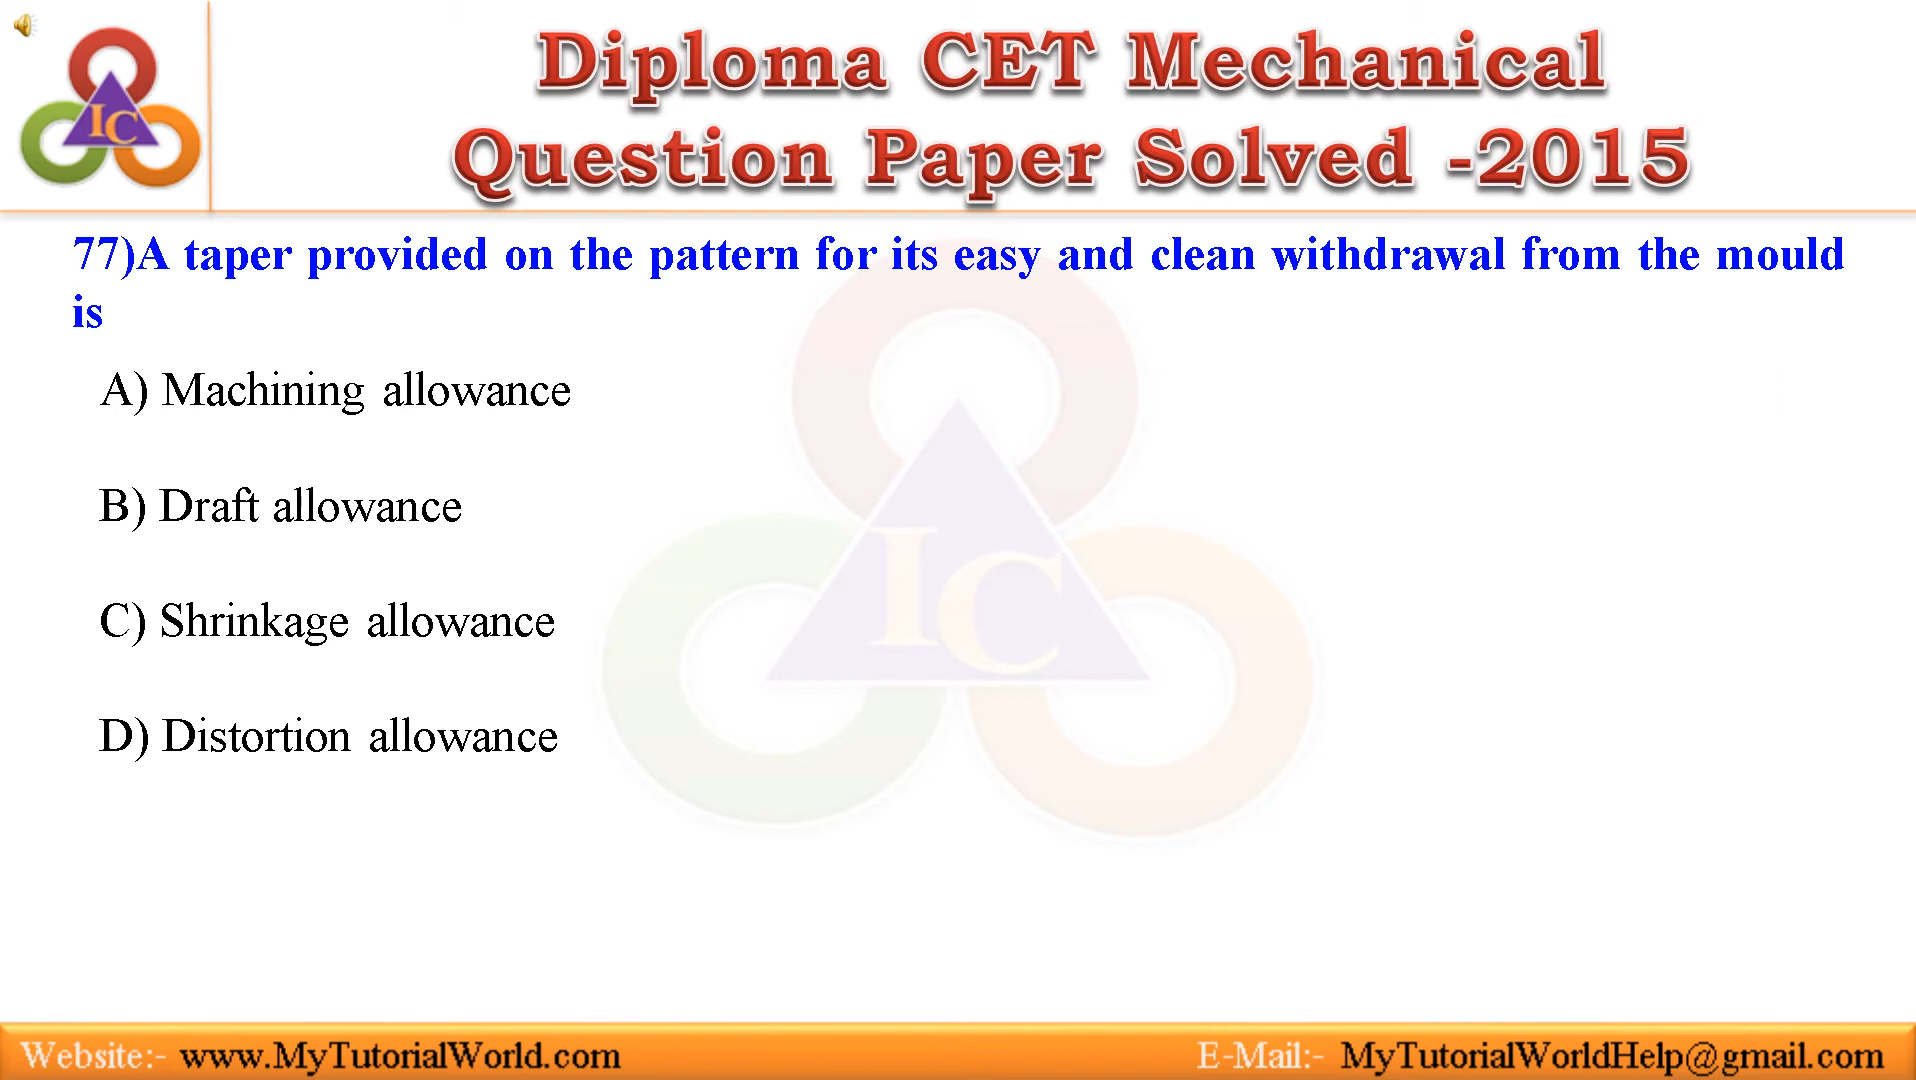 IC
Diploma CET Mechanical
Question Paper Solved -2015
77)A taper provided on the pattern for its easy and clean withdrawal from the mould
is
A) Machining allowance
B) Draft allowance
C) Shrinkage allowance
D) Distortion allowance
IC
Website:- www.MyTutorialWorld.com
E-Mail:- MyTutorialWorldHelp@gmail.com